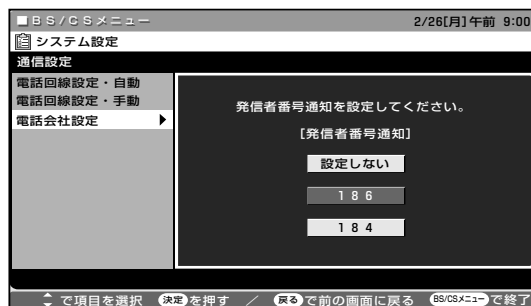 ■BS/CSメニュー 2/26[月]午前 9:00
システム設定
通信設定
電話回線設定・自動
電話回線設定・手動
電話会社設定
発信者番号通知を設定してください。
[発信者番号通知]
設定しない
186
184
で項目を選択 決定を押す / 戻るで前の画面に戻る BS/CSメニューで終了